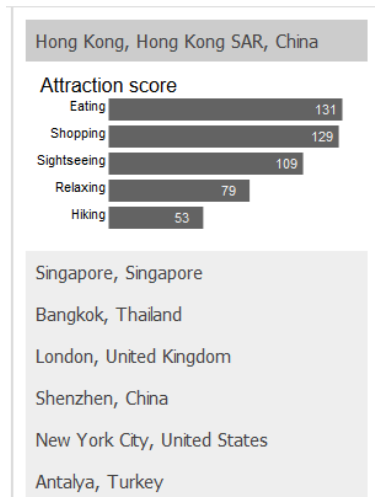 Hong Kong, Hong Kong SAR, China
Attraction score
Eating 131
Shopping 129
Sightseeing 109
Relaxing 79
Hiking 53
Singapore, Singapore
Bangkok, Thailand
London, United Kingdom
Shenzhen, China
New York City, United States
Antalya, Turkey